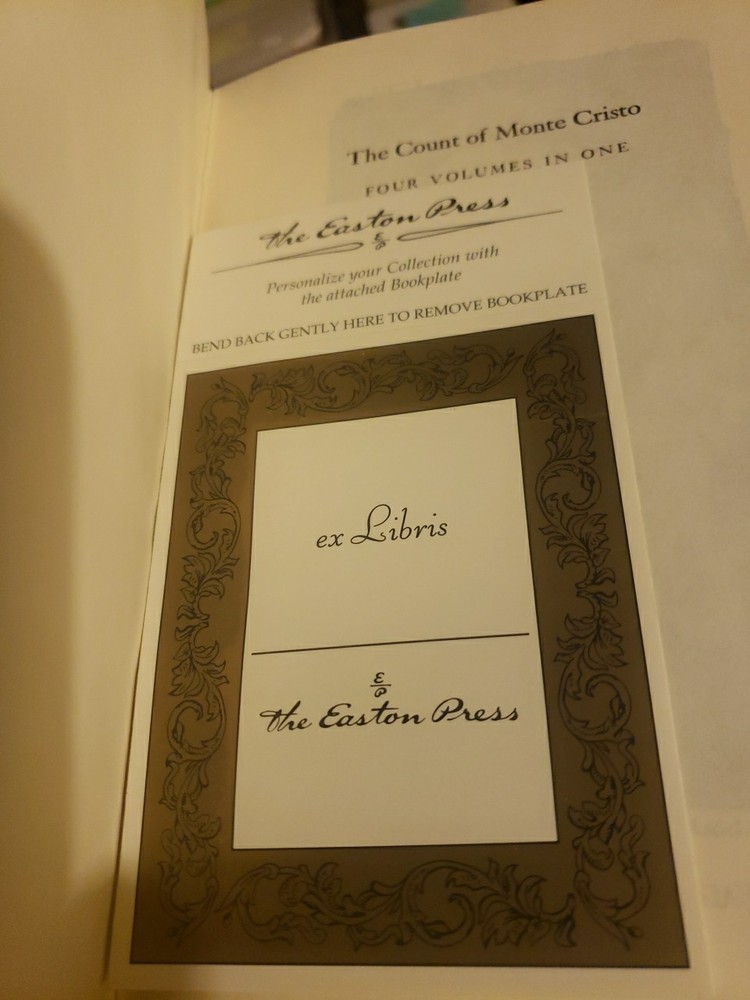 The Count of Monte Cristo
FOUR VOLUMES IN ONE
the Easton Press
E
P
Personalize your Collection with
the attached Bookplate
BEND BACK GENTLY HERE TO REMOVE BOOKPLATE
ex Libris
E
P
the Easton Press